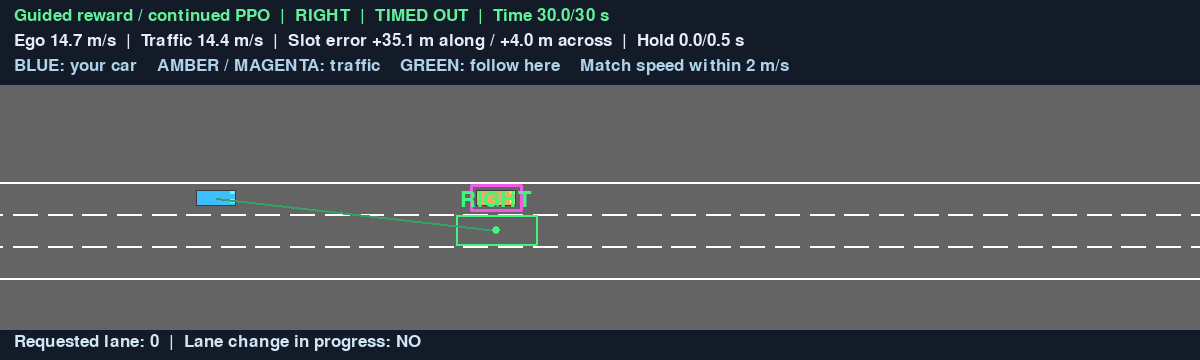 Guided reward / continued PPO | RIGHT | TIMED OUT | Time 30.0/30 s
Ego 14.7 m/s | Traffic 14.4 m/s | Slot error +35.1 m along / +4.0 m across | Hold 0.0/0.5 s
BLUE: your car AMBER / MAGENTA: traffic GREEN: follow here Match speed within 2 m/s
RIGHT
Requested lane: 0 | Lane change in progress: NO